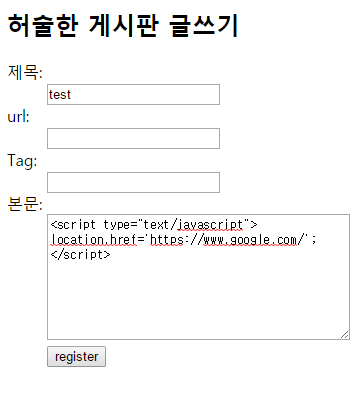 허술한 게시판 글쓰기
제목:
test
url:
Tag:
본문:
<script type="text/javascript">
location.href='https://www.google.com/';
</script>
register